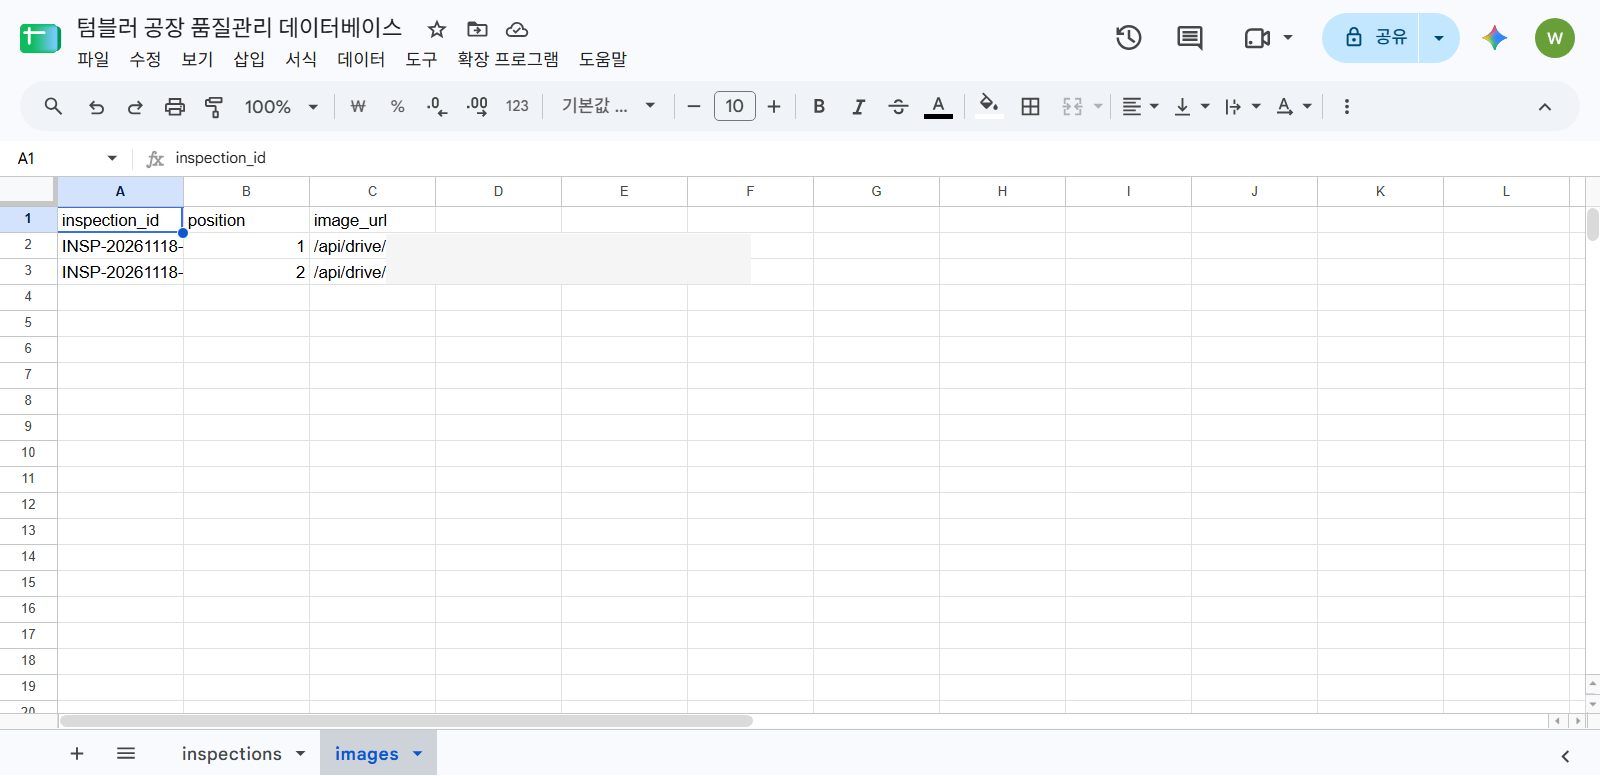 텀블러 공장 품질관리 데이터베이스
파일 수정 보기 삽입 서식 데이터 도구 확장 프로그램 도움말
공유
W
100% ₩ % .0 .00 123 기본값 ... 10 B I S A A
A1 fx inspection_id
A B C D E F G H I J K L
1 inspection_id position image_url
2 INSP-20261118- 1 /api/drive/
3 INSP-20261118- 2 /api/drive/
4
5
6
7
8
9
10
11
12
13
14
15
16
17
18
19
20
inspections images